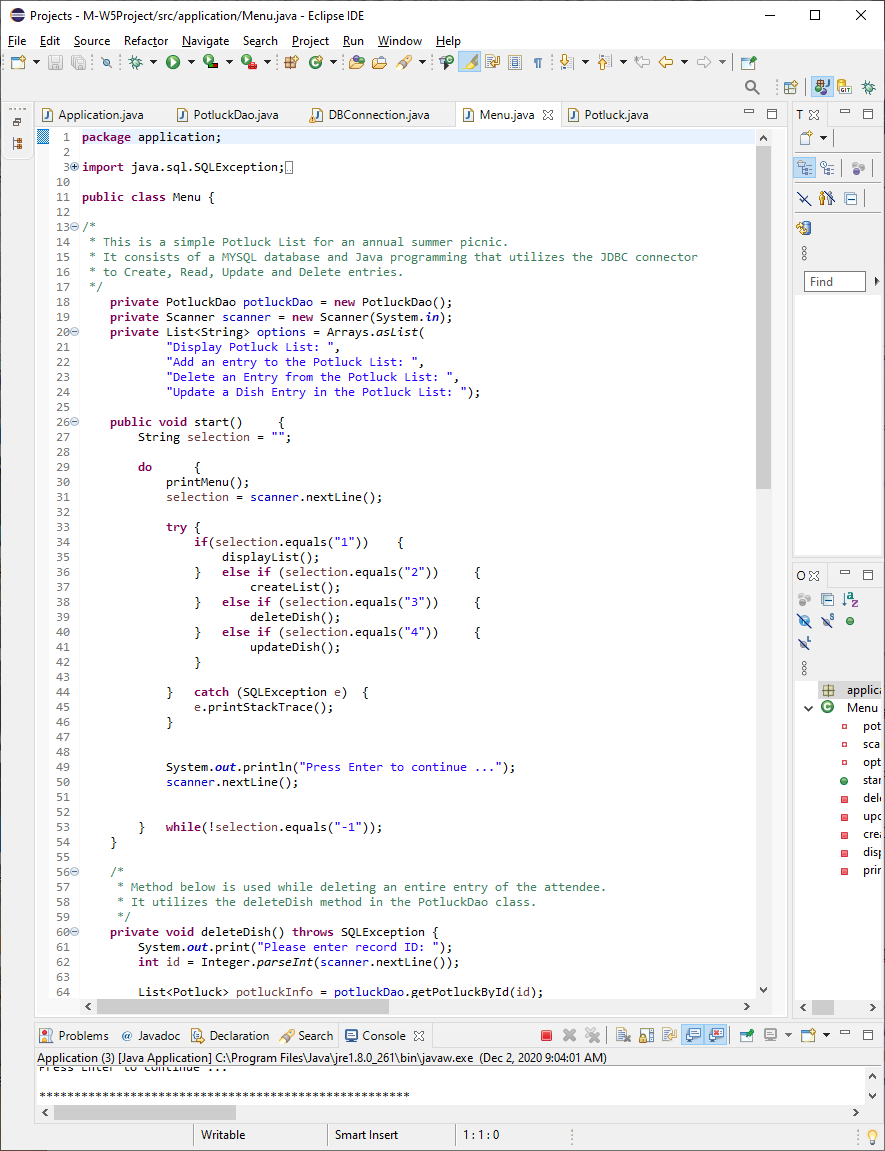 Projects - M-W5Project/src/application/Menu.java - Eclipse IDE
File Edit Source Refactor Navigate Search Project Run Window Help
Application.java PotluckDao.java DBConnection.java Menu.java Potluck.java
1 package application;
2
3 import java.sql.SQLException;
10
11 public class Menu {
12
13 /*
14  * This is a simple Potluck List for an annual summer picnic.
15  * It consists of a MYSQL database and Java programming that utilizes the JDBC connector
16  * to Create, Read, Update and Delete entries.
17  */
18     private PotluckDao potluckDao = new PotluckDao();
19     private Scanner scanner = new Scanner(System.in);
20     private List<String> options = Arrays.asList(
21             "Display Potluck List: ",
22             "Add an entry to the Potluck List: ",
23             "Delete an Entry from the Potluck List: ",
24             "Update a Dish Entry in the Potluck List: ");
25
26     public void start()     {
27         String selection = "";
28
29         do      {
30             printMenu();
31             selection = scanner.nextLine();
32
33             try {
34                 if(selection.equals("1"))    {
35                     displayList();
36                 }   else if (selection.equals("2"))     {
37                         createList();
38                 }   else if (selection.equals("3"))     {
39                         deleteDish();
40                 }   else if (selection.equals("4"))     {
41                         updateDish();
42                 }
43
44             }   catch (SQLException e)  {
45                 e.printStackTrace();
46             }
47
48
49             System.out.println("Press Enter to continue ...");
50             scanner.nextLine();
51
52
53         }   while(!selection.equals("-1"));
54     }
55
56     /*
57      * Method below is used while deleting an entire entry of the attendee.
58      * It utilizes the deleteDish method in the PotluckDao class.
59      */
60     private void deleteDish() throws SQLException {
61         System.out.print("Please enter record ID: ");
62         int id = Integer.parseInt(scanner.nextLine());
63
64         List<Potluck> potluckInfo = potluckDao.getPotluckById(id);
T
Find
O
applica
Menu
pot
sca
opt
star
dele
upd
crea
disp
prin
Problems @ Javadoc Declaration Search Console
Application (3) [Java Application] C:\Program Files\Java\jre1.8.0_261\bin\javaw.exe (Dec 2, 2020 9:04:01 AM)
Press Enter to continue ...
*****************************************************
Writable Smart Insert 1 : 1 : 0